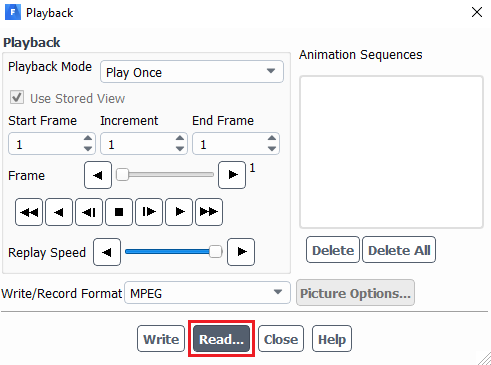 Playback
Playback
Animation Sequences
Playback Mode Play Once
Use Stored View
Start Frame Increment End Frame
1 1 1
Frame 1
Replay Speed
Delete Delete All
Write/Record Format MPEG Picture Options...
Write Read... Close Help